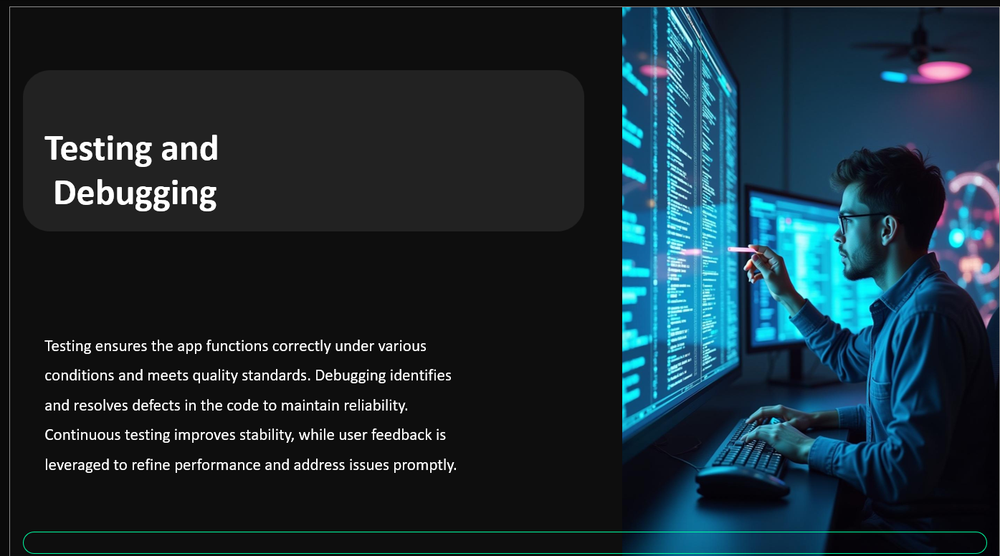 Testing and
Debugging
Testing ensures the app functions correctly under various
conditions and meets quality standards. Debugging identifies
and resolves defects in the code to maintain reliability.
Continuous testing improves stability, while user feedback is
leveraged to refine performance and address issues promptly.